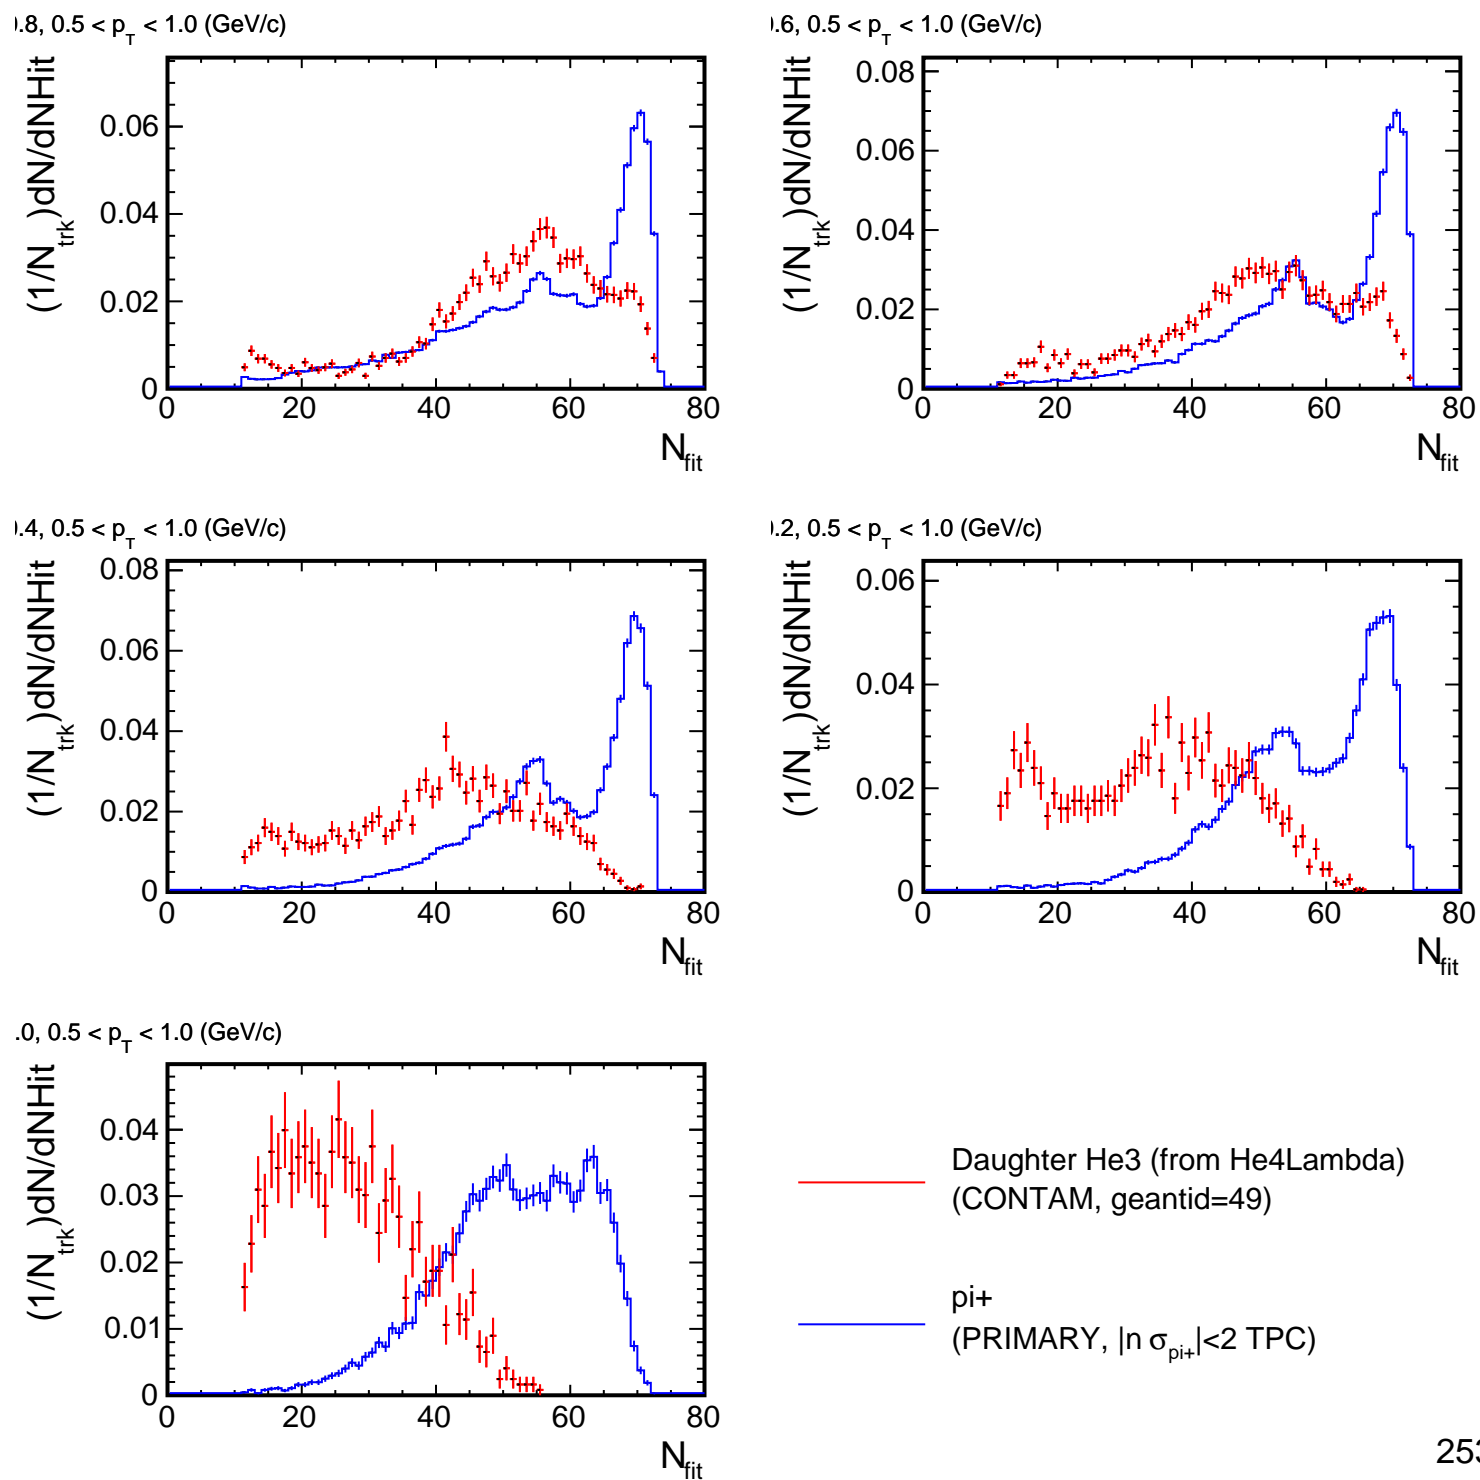 ).8, 0.5 < p_T < 1.0 (GeV/c)
(1/N_trk)dN/dNHit
0.06
0.04
0.02
0
0 20 40 60 80
N_fit
).6, 0.5 < p_T < 1.0 (GeV/c)
(1/N_trk)dN/dNHit
0.08
0.06
0.04
0.02
0
0 20 40 60 80
N_fit
).4, 0.5 < p_T < 1.0 (GeV/c)
(1/N_trk)dN/dNHit
0.08
0.06
0.04
0.02
0
0 20 40 60 80
N_fit
).2, 0.5 < p_T < 1.0 (GeV/c)
(1/N_trk)dN/dNHit
0.06
0.04
0.02
0
0 20 40 60 80
N_fit
.0, 0.5 < p_T < 1.0 (GeV/c)
(1/N_trk)dN/dNHit
0.04
0.03
0.02
0.01
0
0 20 40 60 80
N_fit
Daughter He3 (from He4Lambda)
(CONTAM, geantid=49)
pi+
(PRIMARY, |n σ_pi+|<2 TPC)
253